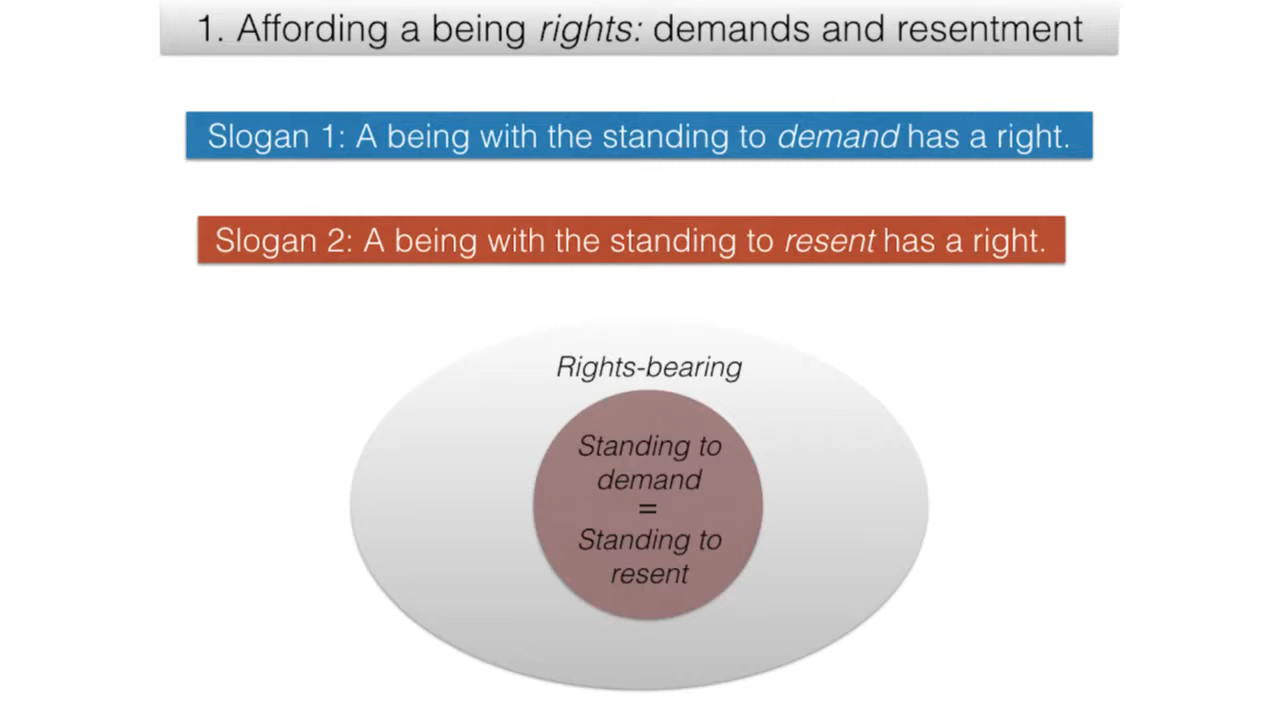 1. Affording a being rights: demands and resentment
Slogan 1: A being with the standing to demand has a right.
Slogan 2: A being with the standing to resent has a right.
Rights-bearing
Standing to
demand
=
Standing to
resent